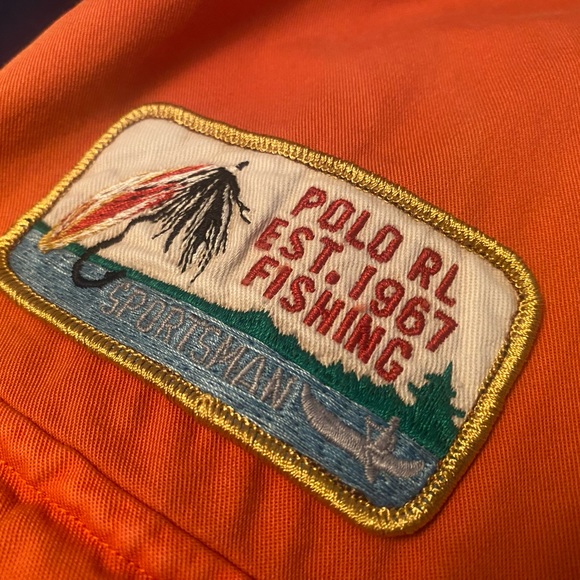 POLO RL
EST. 1967
FISHING
SPORTSMAN